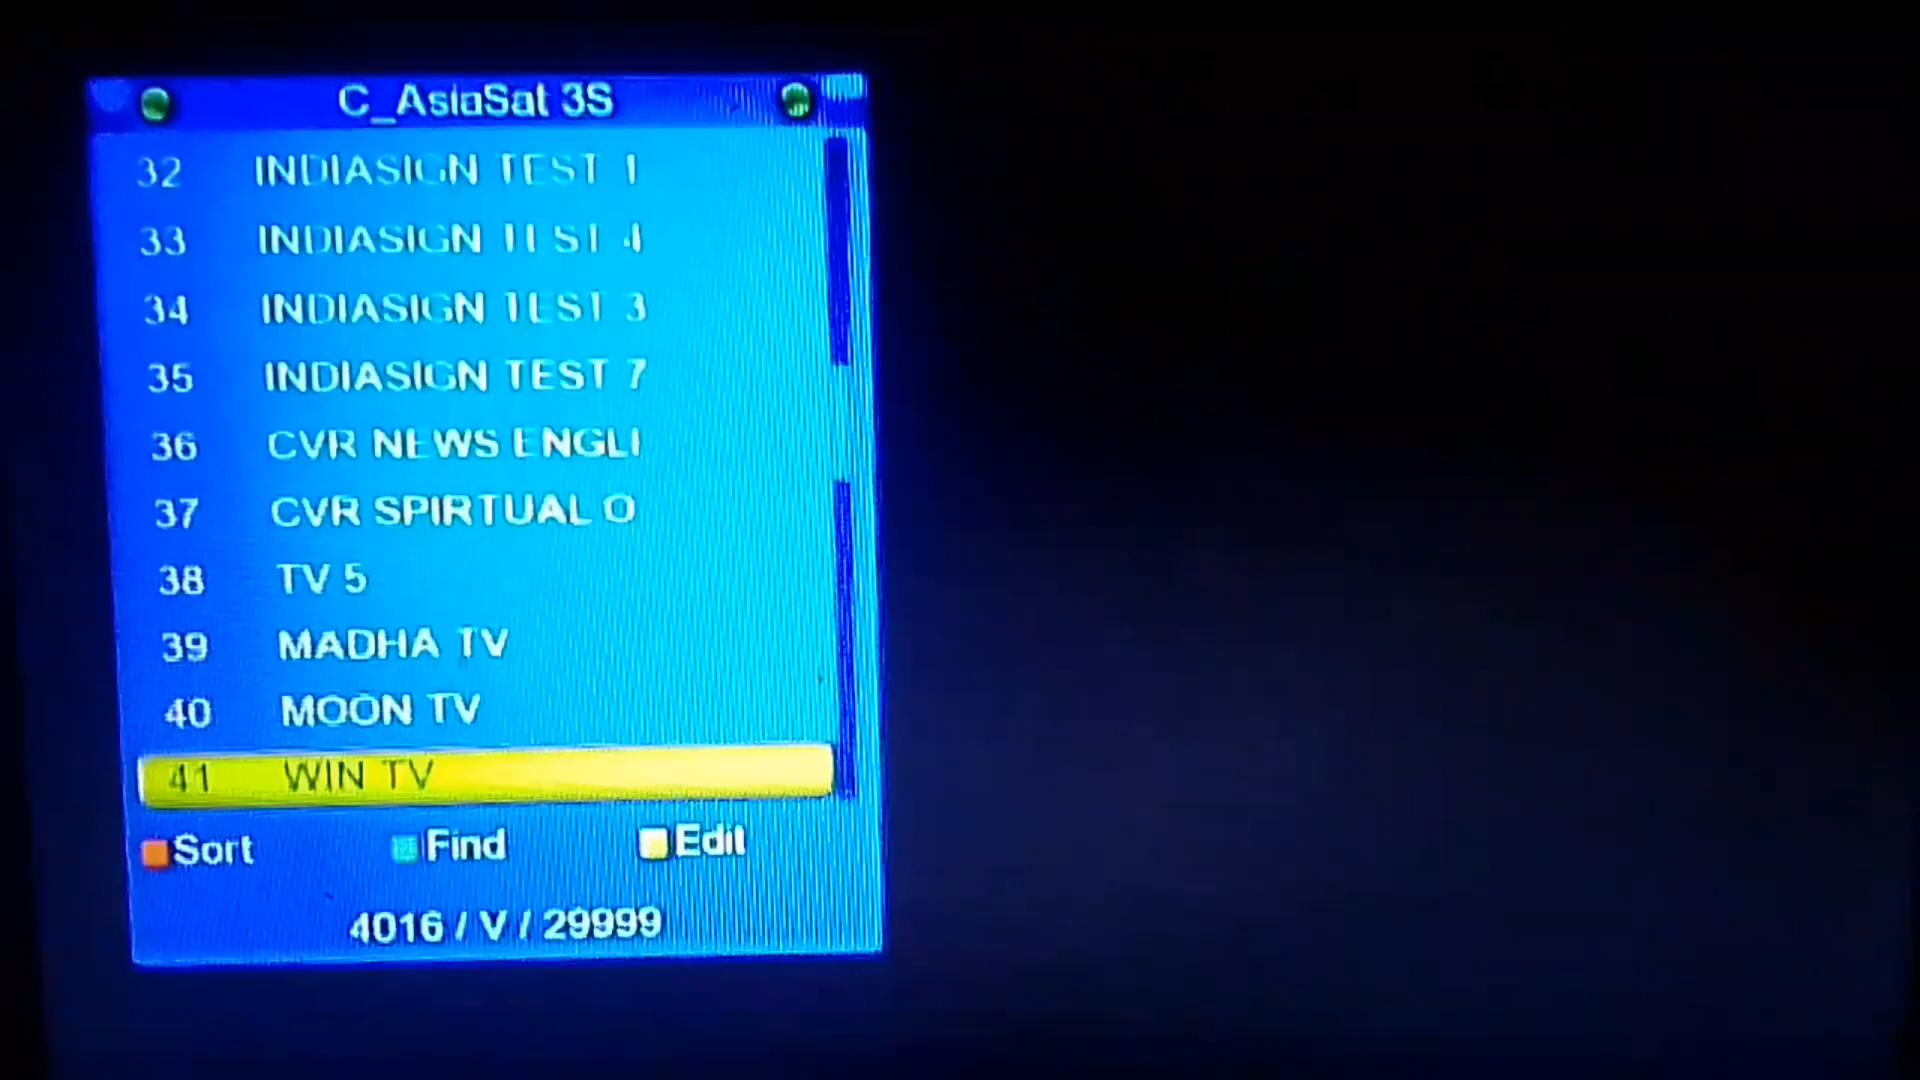 C_AsiaSat 3S
32 INDIASIGN TEST 1
33 INDIASIGN TEST 4
34 INDIASIGN TEST 3
35 INDIASIGN TEST 7
36 CVR NEWS ENGLI
37 CVR SPIRTUAL O
38 TV 5
39 MADHA TV
40 MOON TV
41 WIN TV
Sort Find Edit
4016 / V / 29999